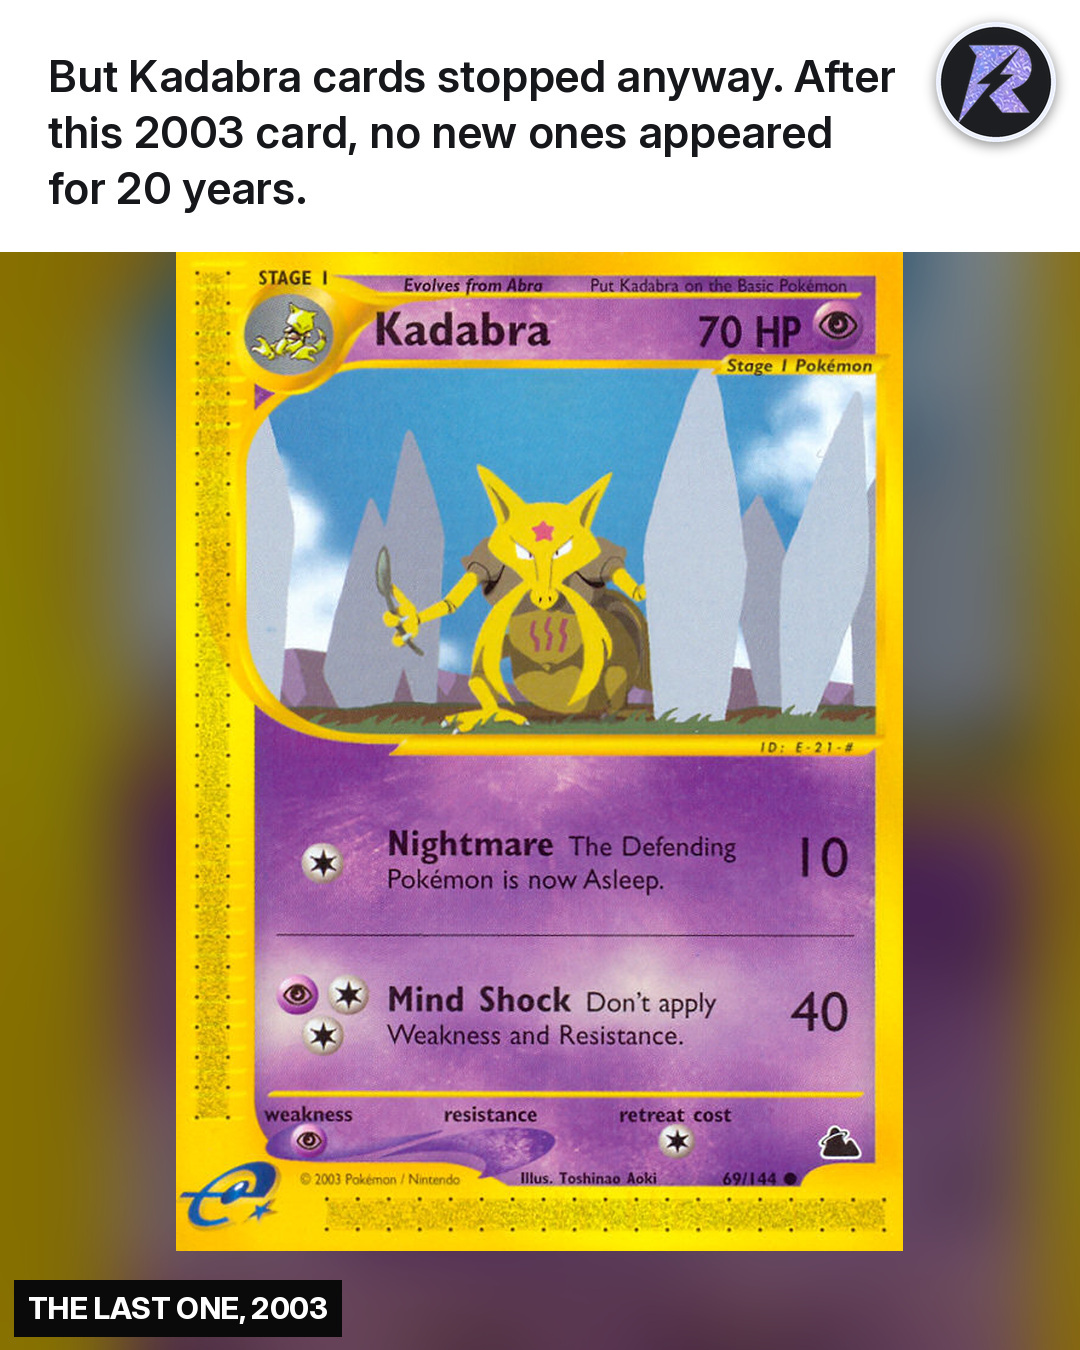 But Kadabra cards stopped anyway. After
this 2003 card, no new ones appeared
for 20 years.
STAGE 1
Evolves from Abra
Put Kadabra on the Basic Pokémon
Kadabra
70 HP
Stage 1 Pokémon
ID: E-21-#
Nightmare The Defending
Pokémon is now Asleep.
10
Mind Shock Don't apply
Weakness and Resistance.
40
weakness
resistance
retreat cost
© 2003 Pokémon / Nintendo
Illus. Toshinao Aoki
69/144
THE LAST ONE, 2003